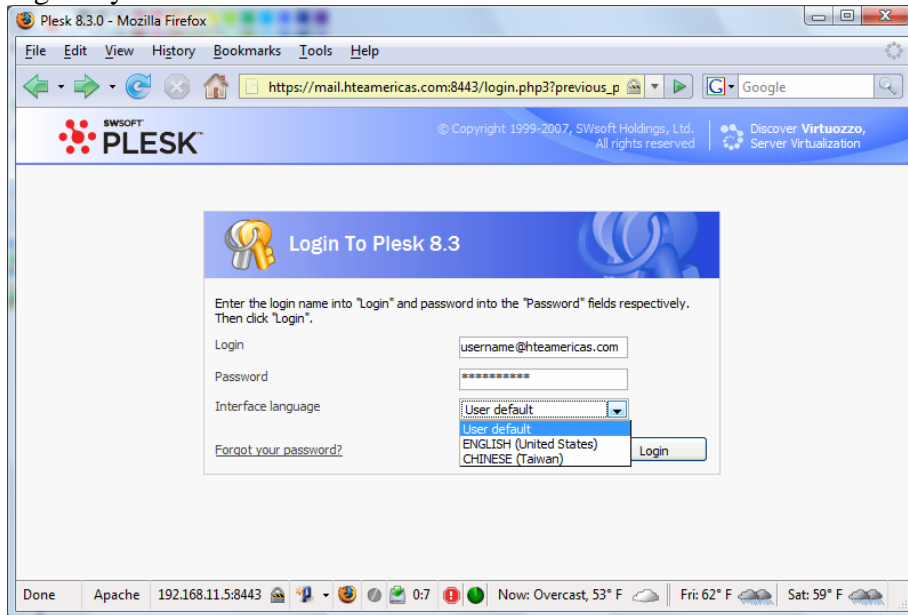 Plesk 8.3.0 - Mozilla Firefox
File Edit View History Bookmarks Tools Help
https://mail.hteamericas.com:8443/login.php3?previous_p
G Google
SWSOFT
PLESK
© Copyright 1999-2007, SWsoft Holdings, Ltd.
All rights reserved
Discover Virtuozzo,
Server Virtualization
Login To Plesk 8.3
Enter the login name into "Login" and password into the "Password" fields respectively.
Then click "Login".
Login username@hteamericas.com
Password **********
Interface language User default
User default
ENGLISH (United States)
CHINESE (Taiwan)
Forgot your password? Login
Done Apache 192.168.11.5:8443 0:7 Now: Overcast, 53° F Fri: 62° F Sat: 59° F